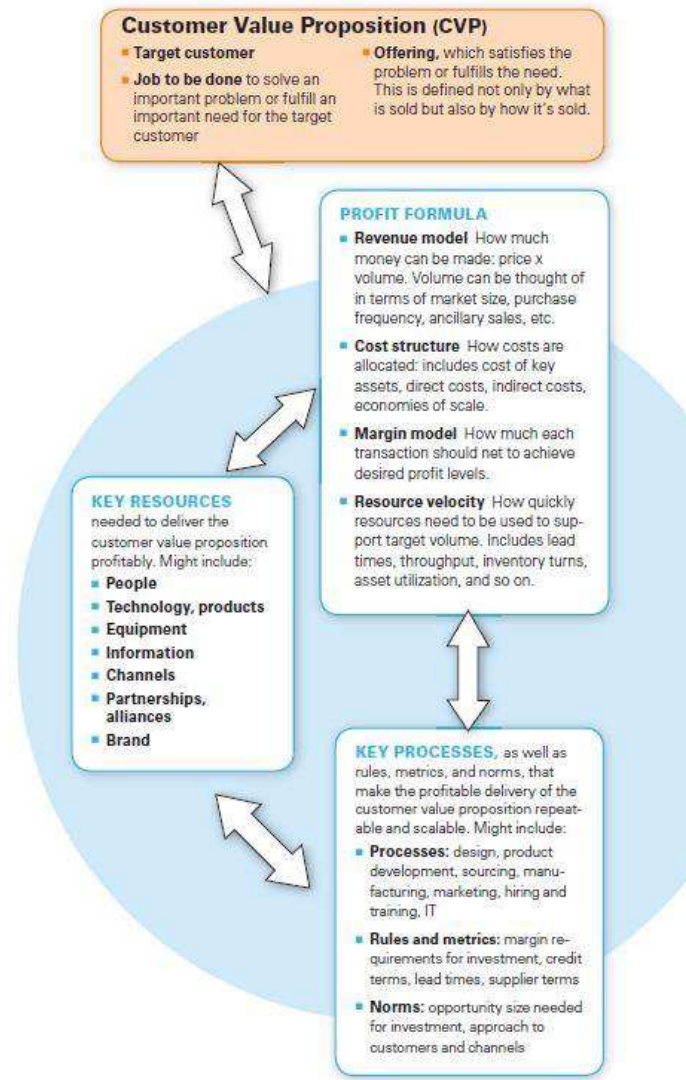 Customer Value Proposition (CVP)
Target customer
Job to be done to solve an
important problem or fulfill an
important need for the target
customer
Offering, which satisfies the
problem or fulfills the need.
This is defined not only by what
is sold but also by how it's sold.
PROFIT FORMULA
Revenue model How much
money can be made: price x
volume. Volume can be thought of
in terms of market size, purchase
frequency, ancillary sales, etc.
Cost structure How costs are
allocated: includes cost of key
assets, direct costs, indirect costs,
economies of scale.
Margin model How much each
transaction should net to achieve
desired profit levels.
Resource velocity How quickly
resources need to be used to sup-
port target volume. Includes lead
times, throughput, inventory turns,
asset utilization, and so on.
KEY RESOURCES
needed to deliver the
customer value proposition
profitably. Might include:
People
Technology, products
Equipment
Information
Channels
Partnerships,
alliances
Brand
KEY PROCESSES, as well as
rules, metrics, and norms, that
make the profitable delivery of the
customer value proposition repeat-
able and scalable. Might include:
Processes: design, product
development, sourcing, manu-
facturing, marketing, hiring and
training, IT
Rules and metrics: margin re-
quirements for investment, credit
terms, lead times, supplier terms
Norms: opportunity size needed
for investment, approach to
customers and channels